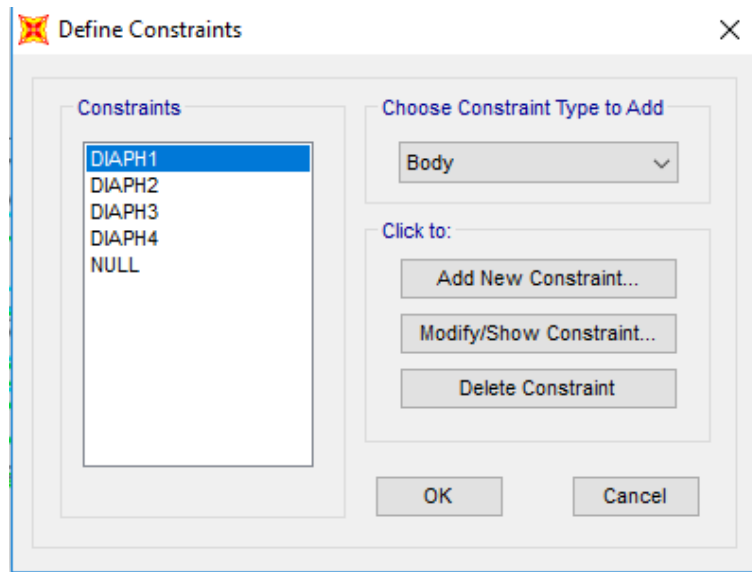 Define Constraints
Constraints
DIAPH1
DIAPH2
DIAPH3
DIAPH4
NULL
Choose Constraint Type to Add
Body
Click to:
Add New Constraint...
Modify/Show Constraint...
Delete Constraint
OK
Cancel